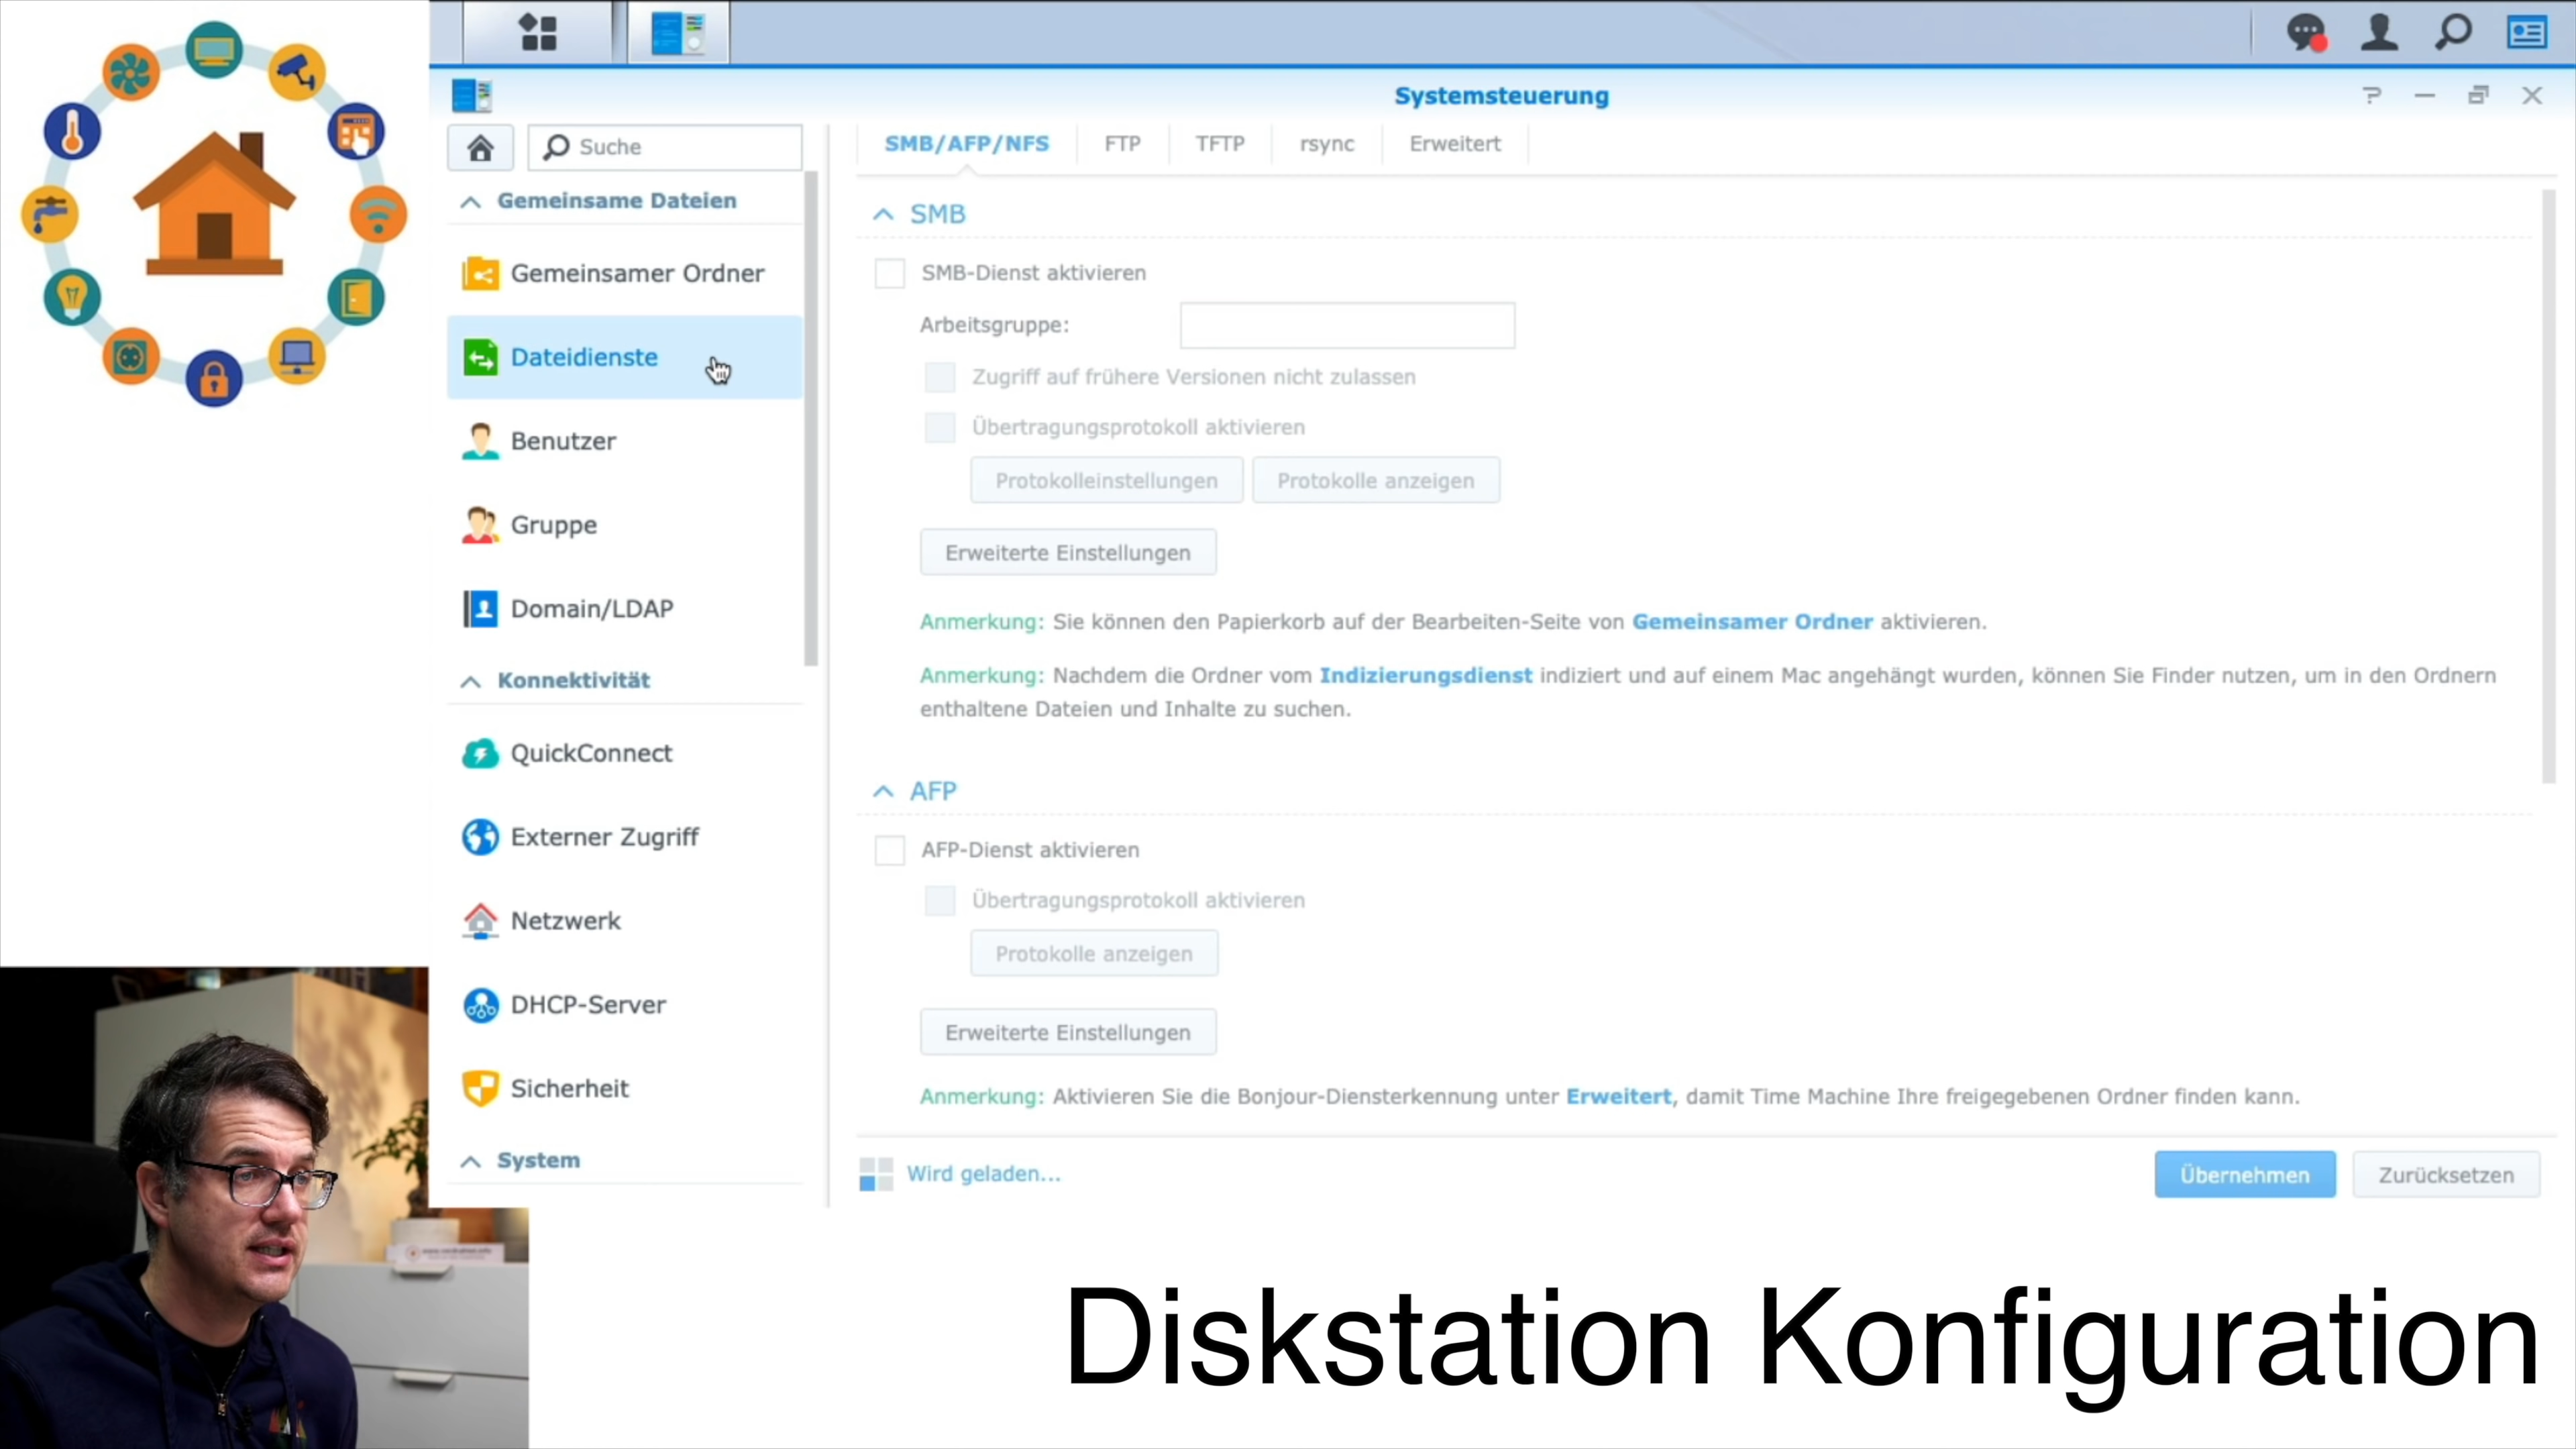 Systemsteuerung
Suche
Gemeinsame Dateien
Gemeinsamer Ordner
Dateidienste
Benutzer
Gruppe
Domain/LDAP
Konnektivität
QuickConnect
Externer Zugriff
Netzwerk
DHCP-Server
Sicherheit
System
SMB/AFP/NFS FTP TFTP rsync Erweitert
SMB
SMB-Dienst aktivieren
Arbeitsgruppe:
Zugriff auf frühere Versionen nicht zulassen
Übertragungsprotokoll aktivieren
Protokolleinstellungen Protokolle anzeigen
Erweiterte Einstellungen
Anmerkung: Sie können den Papierkorb auf der Bearbeiten-Seite von Gemeinsamer Ordner aktivieren.
Anmerkung: Nachdem die Ordner vom Indizierungsdienst indiziert und auf einem Mac angehängt wurden, können Sie Finder nutzen, um in den Ordnern
enthaltene Dateien und Inhalte zu suchen.
AFP
AFP-Dienst aktivieren
Übertragungsprotokoll aktivieren
Protokolle anzeigen
Erweiterte Einstellungen
Anmerkung: Aktivieren Sie die Bonjour-Diensterkennung unter Erweitert, damit Time Machine Ihre freigegebenen Ordner finden kann.
Wird geladen...
Übernehmen Zurücksetzen
Diskstation Konfiguration